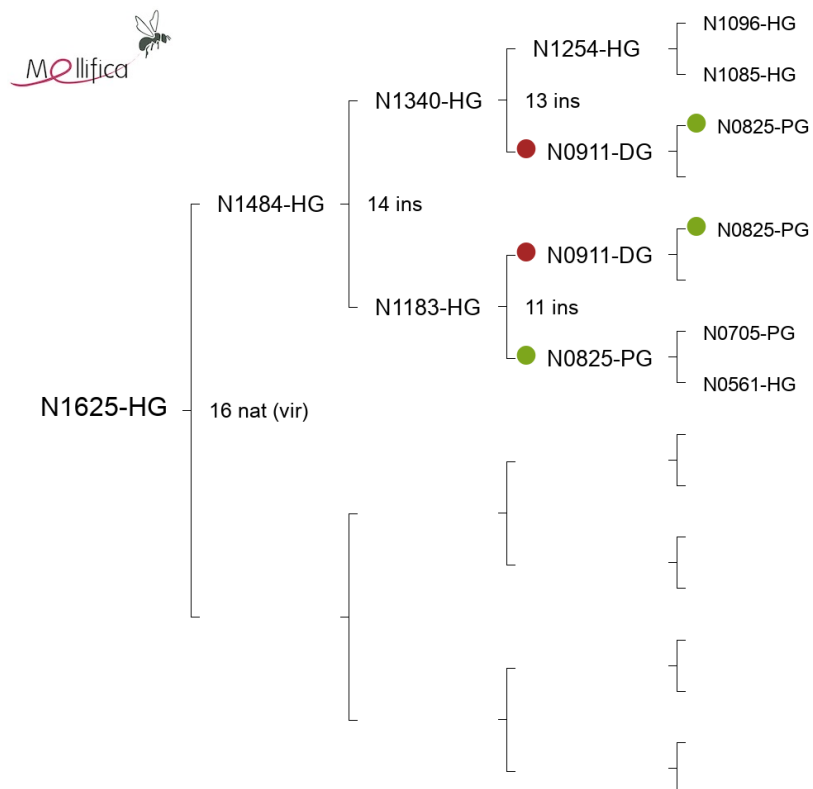 Mellifica
N1096-HG
N1254-HG
N1085-HG
N1340-HG
13 ins
N0825-PG
N0911-DG
N1484-HG
14 ins
N0825-PG
N0911-DG
N1183-HG
11 ins
N0705-PG
N0825-PG
N0561-HG
N1625-HG
16 nat (vir)